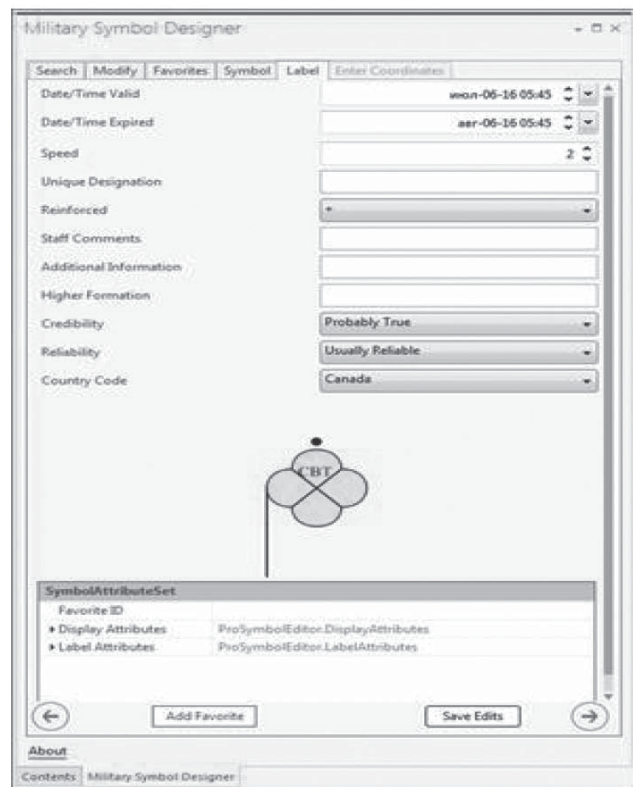 Military Symbol Designer
Search Modify Favorites Symbol Label Enter Coordinates
Date/Time Valid июл-06-16 05:45
Date/Time Expired авг-06-16 05:45
Speed 2
Unique Designation
Reinforced +
Staff Comments
Additional Information
Higher Formation
Credibility Probably True
Reliability Usually Reliable
Country Code Canada
CBT
SymbolAttributeSet
Favorite ID
Display Attributes ProSymbolEditor.DisplayAttributes
Label Attributes ProSymbolEditor.LabelAttributes
Add Favorite Save Edits
About
Contents Military Symbol Designer